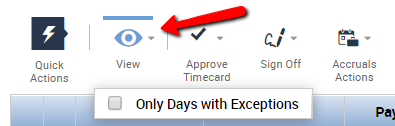 Quick
Actions
View
Approve
Timecard
Sign Off
Accruals
Actions
Only Days with Exceptions
Pay